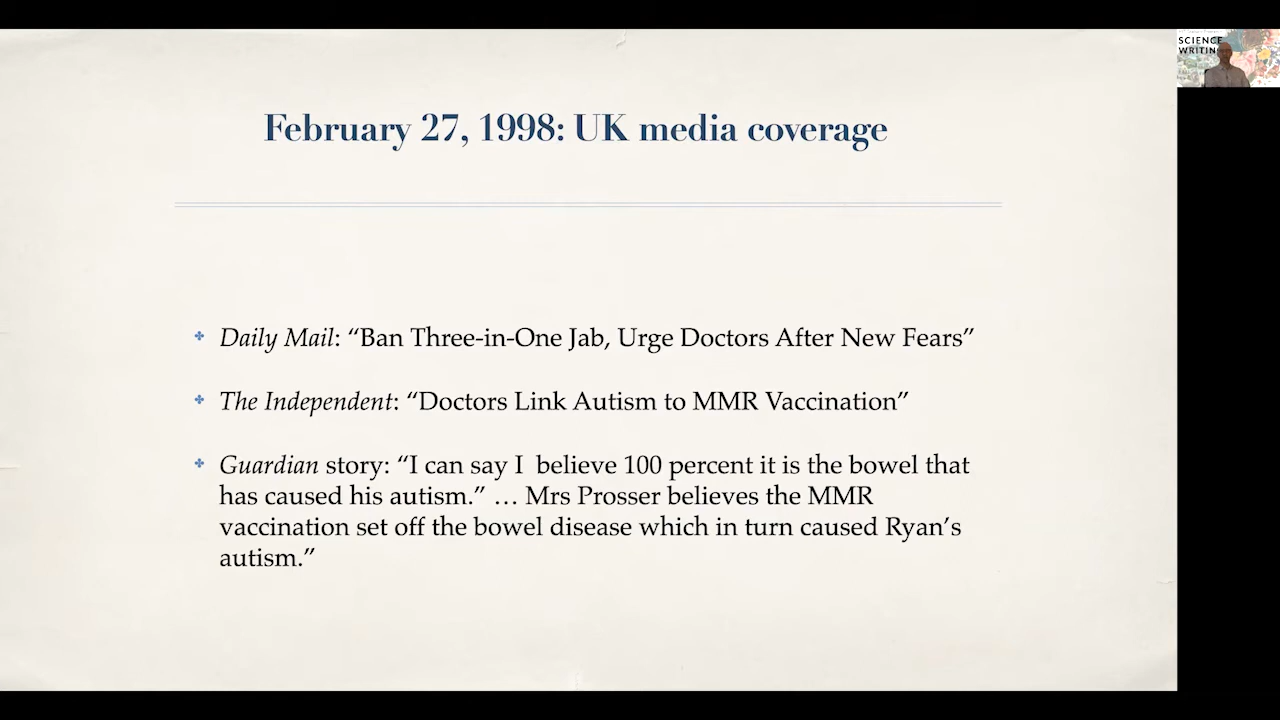 SCIENCE
WRITING
February 27, 1998: UK media coverage
Daily Mail: “Ban Three-in-One Jab, Urge Doctors After New Fears”
The Independent: “Doctors Link Autism to MMR Vaccination”
Guardian story: “I can say I  believe 100 percent it is the bowel that
has caused his autism.” … Mrs Prosser believes the MMR
vaccination set off the bowel disease which in turn caused Ryan’s
autism.”